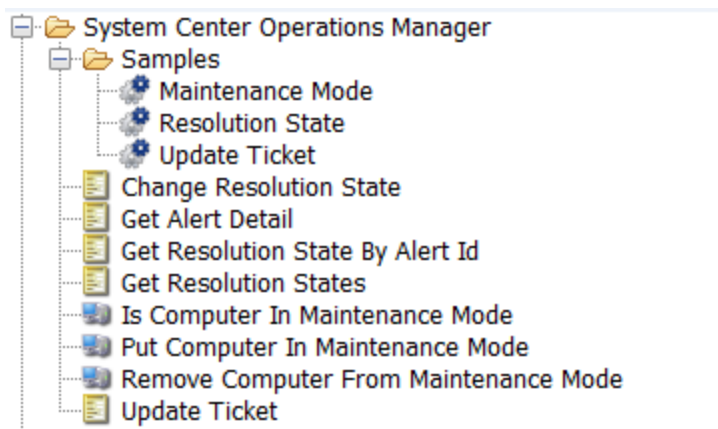 System Center Operations Manager
Samples
Maintenance Mode
Resolution State
Update Ticket
Change Resolution State
Get Alert Detail
Get Resolution State By Alert Id
Get Resolution States
Is Computer In Maintenance Mode
Put Computer In Maintenance Mode
Remove Computer From Maintenance Mode
Update Ticket